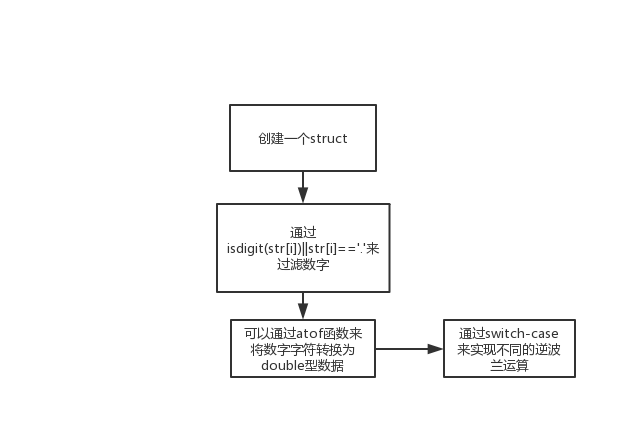 创建一个struct
通过
isdigit(str[i])||str[i]=='.'来
过滤数字
可以通过atof函数来
将数字字符转换为
double型数据
通过switch-case
来实现不同的逆波
兰运算